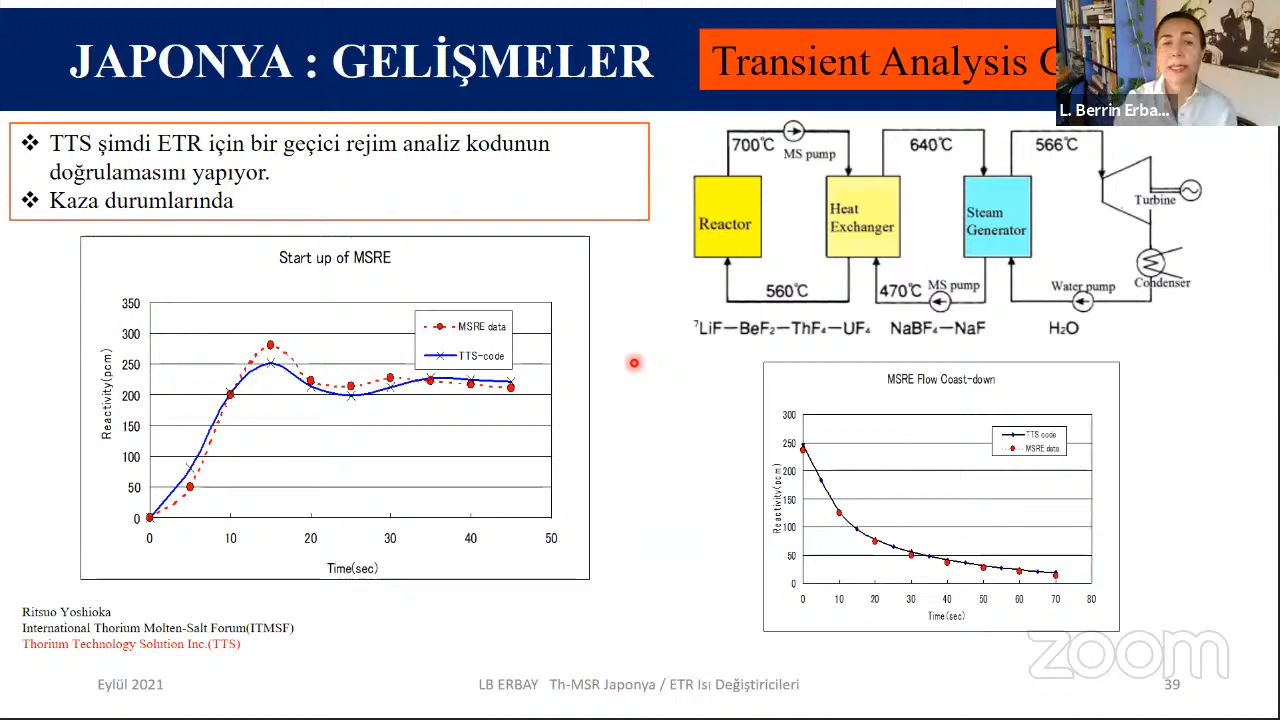 JAPONYA : GELİŞMELER
Transient Analysis
L. Berrin Erba...
❖ TTS şimdi ETR için bir geçici rejim analiz kodunun
doğrulamasını yapıyor.
❖ Kaza durumlarında
700℃
MS pump
640℃
566℃
Reactor
Heat
Exchanger
Steam
Generator
Turbine
Condenser
560℃
470℃
MS pump
Water pump
⁷LiF－BeF₂－ThF₄－UF₄
NaBF₄－NaF
H₂O
Start up of MSRE
Reactivity(pcm)
350
300
250
200
150
100
50
0
MSRE data
TTS-code
0 10 20 30 40 50
Time(sec)
MSRE Flow Coast-down
Reactivity(pcm)
300
250
200
150
100
50
0
TTS code
MSRE data
0 10 20 30 40 50 60 70 80
Time(sec)
Ritsuo Yoshioka
International Thorium Molten-Salt Forum(ITMSF)
Thorium Technology Solution Inc.(TTS)
zoom
Eylül 2021
LB ERBAY Th-MSR Japonya / ETR Isı Değiştiricileri
39